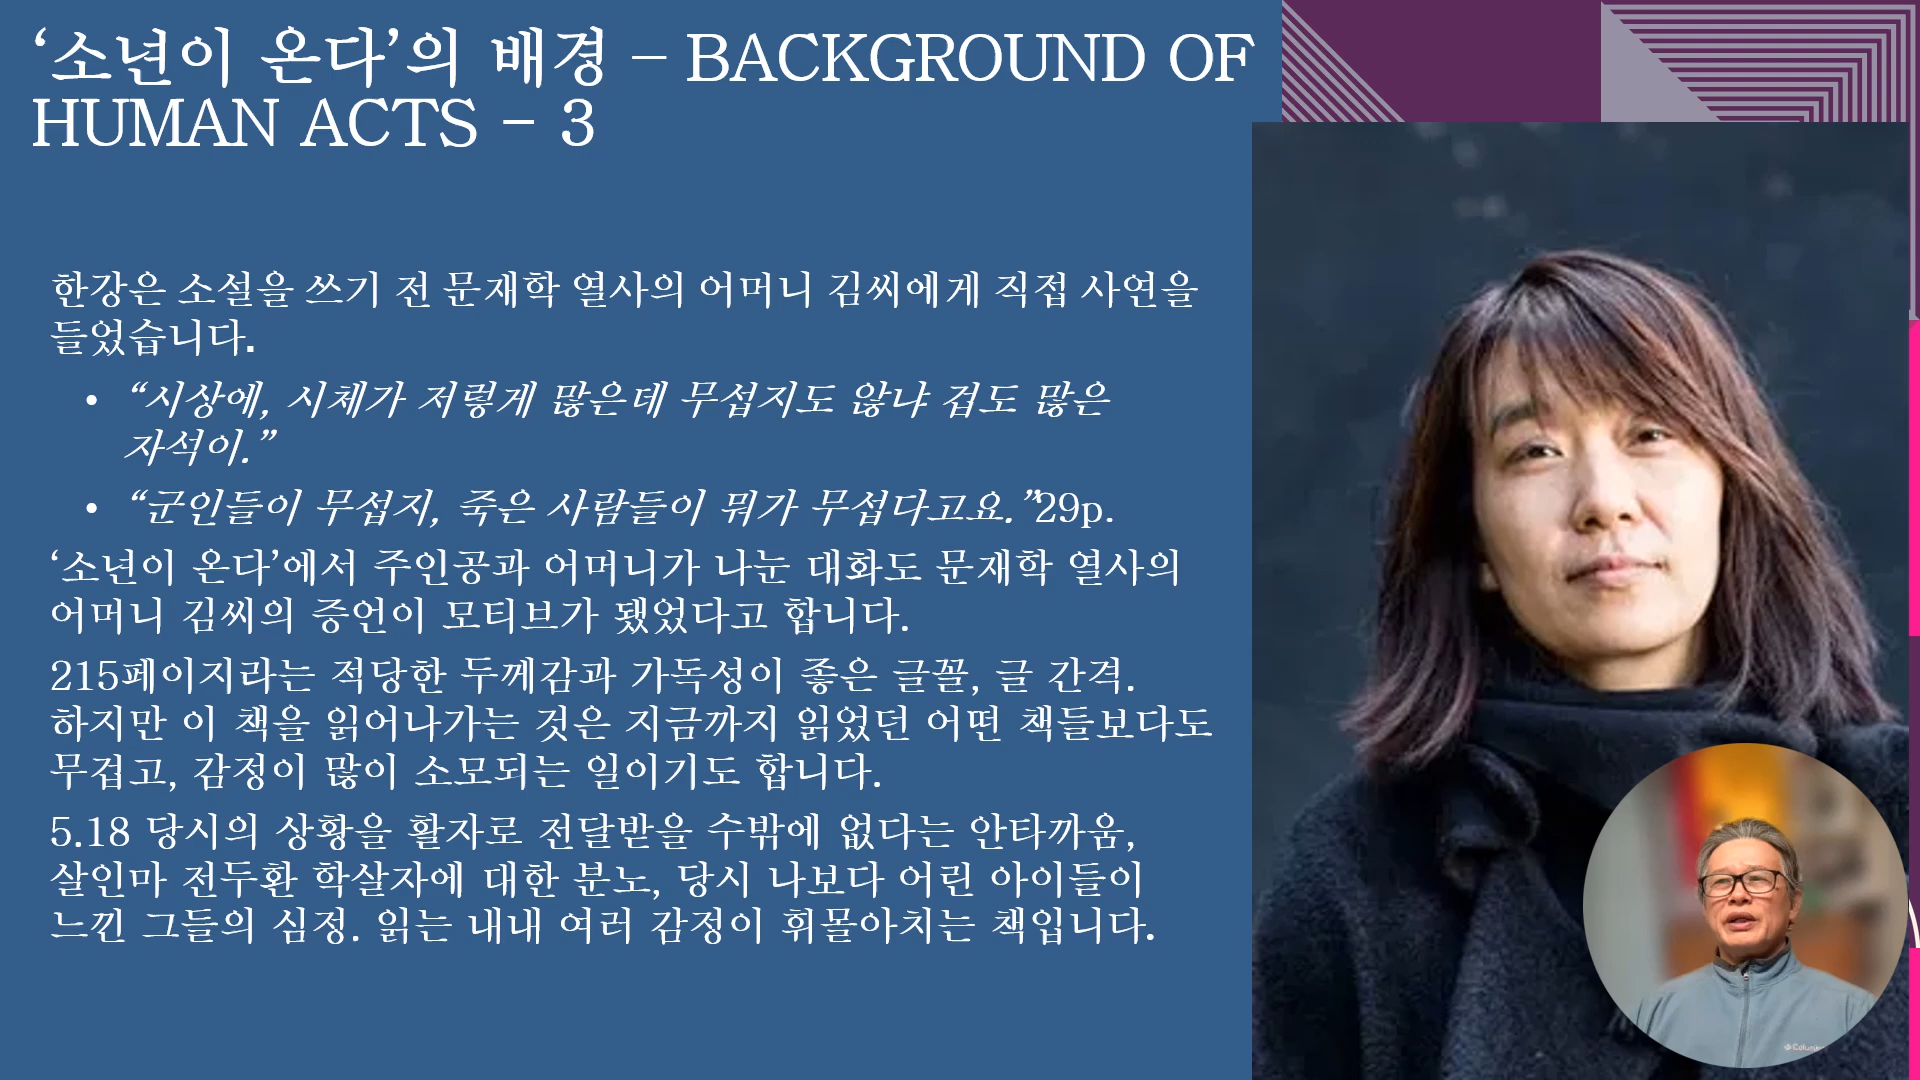 ‘소년이 온다’의 배경 – BACKGROUND OF
HUMAN ACTS – 3
한강은 소설을 쓰기 전 문재학 열사의 어머니 김씨에게 직접 사연을
들었습니다.
• “시상에, 시체가 저렇게 많은데 무섭지도 않냐 겁도 많은
자석이.”
• “군인들이 무섭지, 죽은 사람들이 뭐가 무섭다고요.”29p.
‘소년이 온다’에서 주인공과 어머니가 나눈 대화도 문재학 열사의
어머니 김씨의 증언이 모티브가 됐었다고 합니다.
215페이지라는 적당한 두께감과 가독성이 좋은 글꼴, 글 간격.
하지만 이 책을 읽어나가는 것은 지금까지 읽었던 어떤 책들보다도
무겁고, 감정이 많이 소모되는 일이기도 합니다.
5.18 당시의 상황을 활자로 전달받을 수밖에 없다는 안타까움,
살인마 전두환 학살자에 대한 분노, 당시 나보다 어린 아이들이
느낀 그들의 심정. 읽는 내내 여러 감정이 휘몰아치는 책입니다.
Columbia